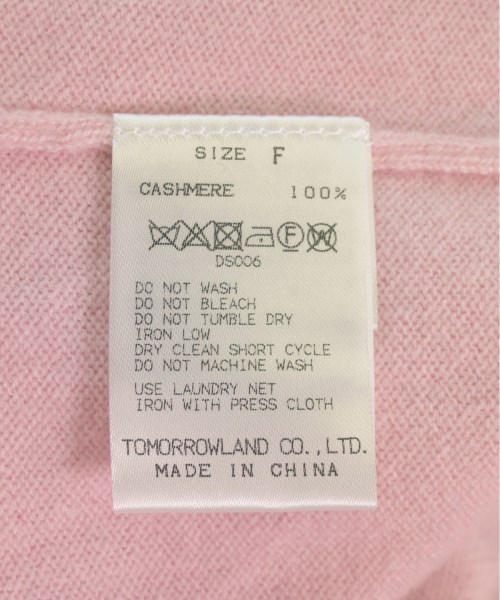 SIZE F
CASHMERE 100%
F W
DS006
DO NOT WASH
DO NOT BLEACH
DO NOT TUMBLE DRY
IRON LOW
DRY CLEAN SHORT CYCLE
DO NOT MACHINE WASH
USE LAUNDRY NET
IRON WITH PRESS CLOTH
TOMORROWLAND CO.,LTD.
MADE IN CHINA